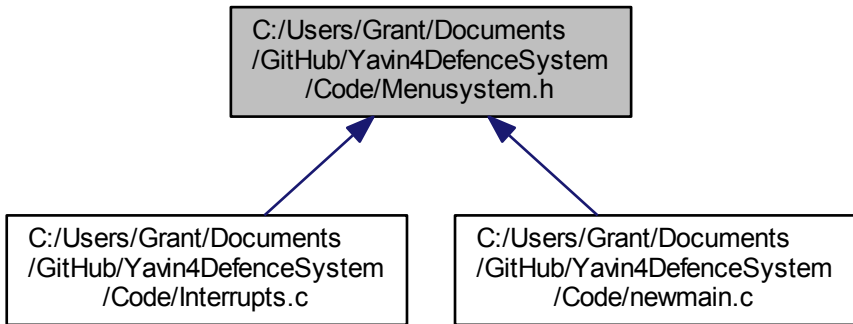 C:/Users/Grant/Documents
/GitHub/Yavin4DefenceSystem
/Code/Menusystem.h
C:/Users/Grant/Documents
/GitHub/Yavin4DefenceSystem
/Code/Interrupts.c
C:/Users/Grant/Documents
/GitHub/Yavin4DefenceSystem
/Code/newmain.c